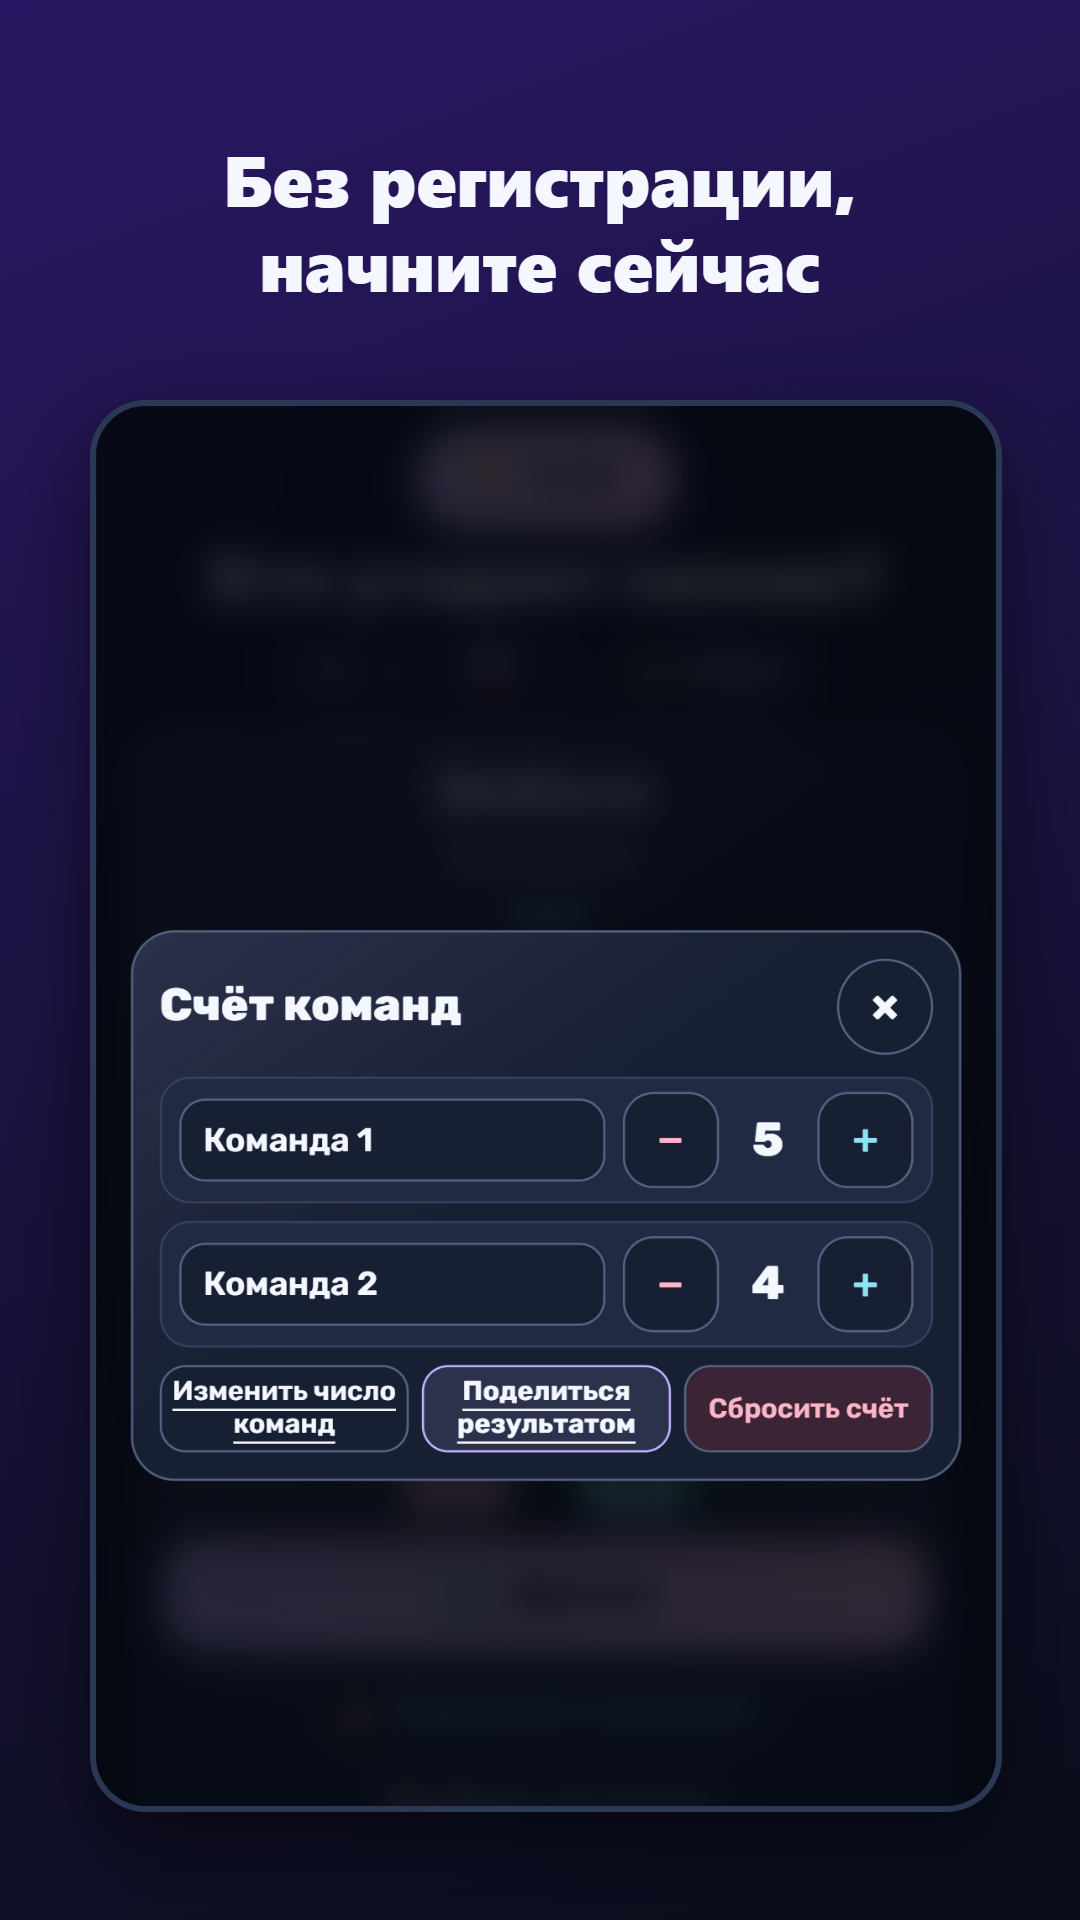 Без регистрации,
начните сейчас
Счёт команд
×
Команда 1
−
5
+
Команда 2
−
4
+
Изменить число
команд
Поделиться
результатом
Сбросить счёт